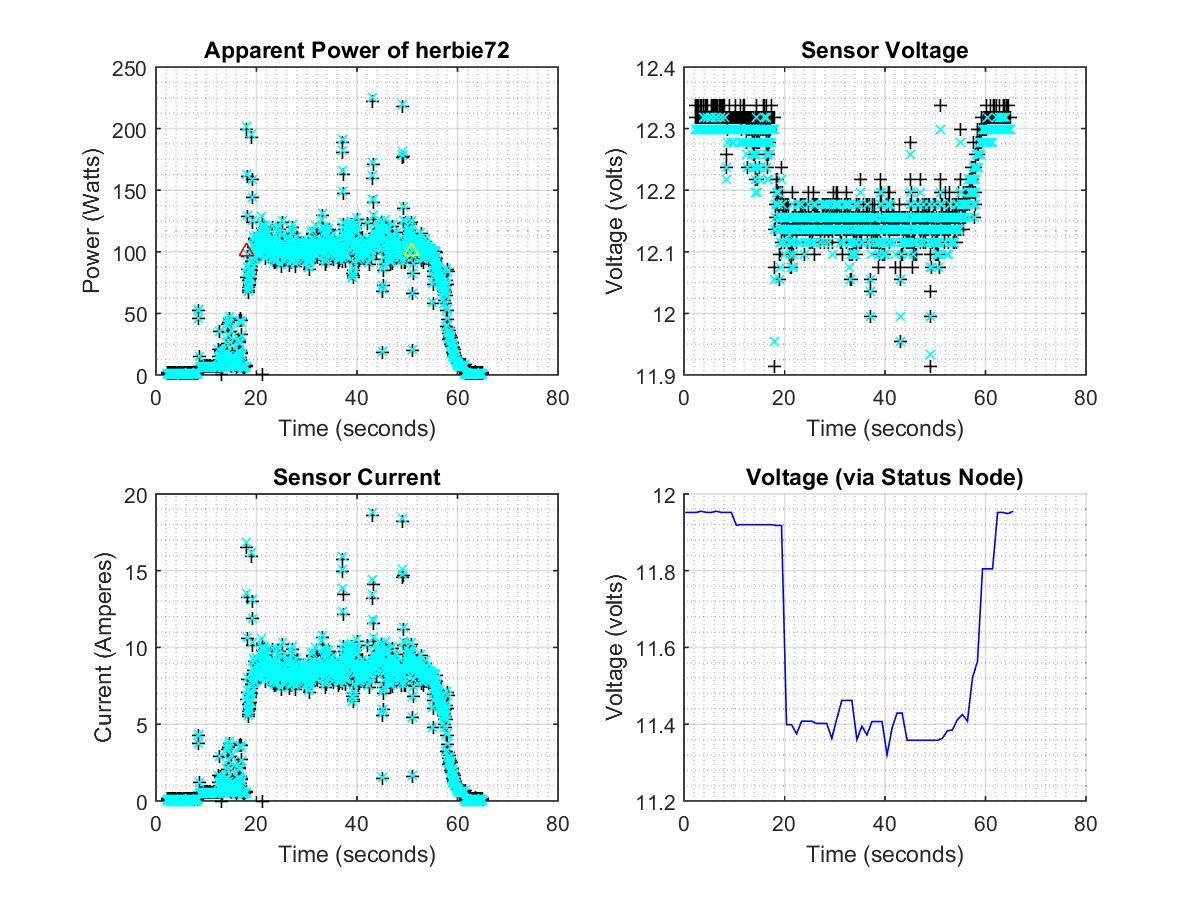 Apparent Power of herbie72
250
200
150
100
50
0
Power (Watts)
0 20 40 60 80
Time (seconds)
Sensor Voltage
12.4
12.3
12.2
12.1
12
11.9
Voltage (volts)
0 20 40 60 80
Time (seconds)
Sensor Current
20
15
10
5
0
Current (Amperes)
0 20 40 60 80
Time (seconds)
Voltage (via Status Node)
12
11.8
11.6
11.4
11.2
Voltage (volts)
0 20 40 60 80
Time (seconds)